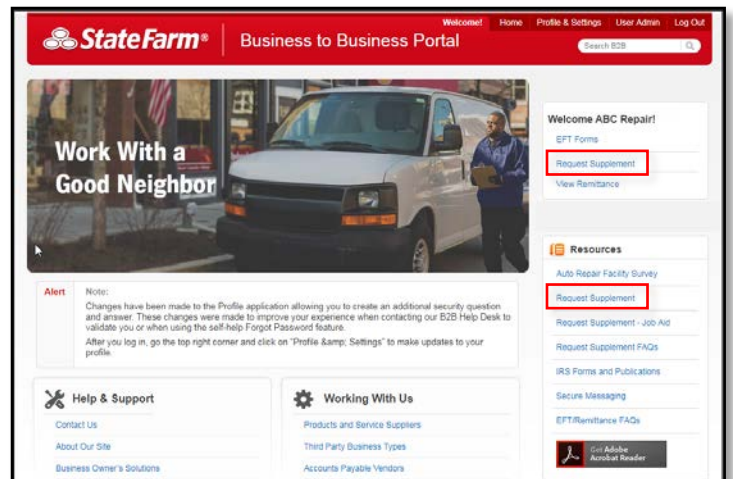 Welcome! Home Profile & Settings User Admin Log Out
StateFarm® Business to Business Portal
Search B2B
Work With a
Good Neighbor
Welcome ABC Repair!
EFT Forms
Request Supplement
View Remittance
Resources
Auto Repair Facility Survey
Request Supplement
Request Supplement - Job Aid
Request Supplement FAQs
IRS Forms and Publications
Secure Messaging
EFT/Remittance FAQs
Get Adobe
Acrobat Reader
Alert Note:
Changes have been made to the Profile application allowing you to create an additional security question
and answer. These changes were made to improve your experience when contacting our B2B Help Desk to
validate you or when using the self-help Forgot Password feature.
After you log in, go the top right corner and click on "Profile &amp; Settings" to make updates to your
profile.
Help & Support
Contact Us
About Our Site
Business Owner's Solutions
Working With Us
Products and Service Suppliers
Third Party Business Types
Accounts Payable Vendors